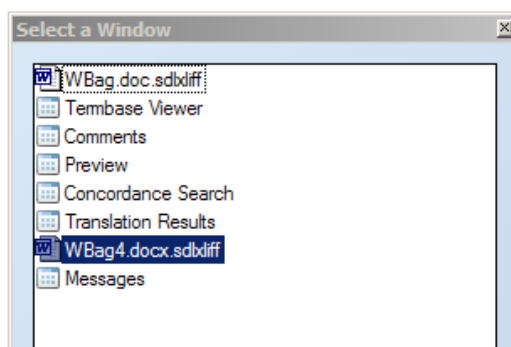 Select a Window
WBag.doc.sdlxliff
Termbase Viewer
Comments
Preview
Concordance Search
Translation Results
WBag4.docx.sdlxliff
Messages